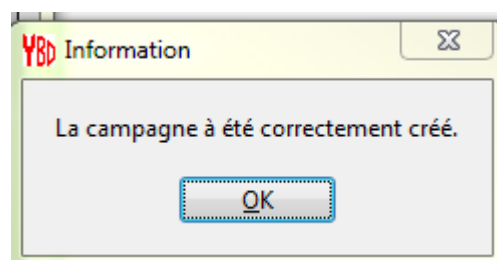 YBD Information
La campagne à été correctement créé.
OK